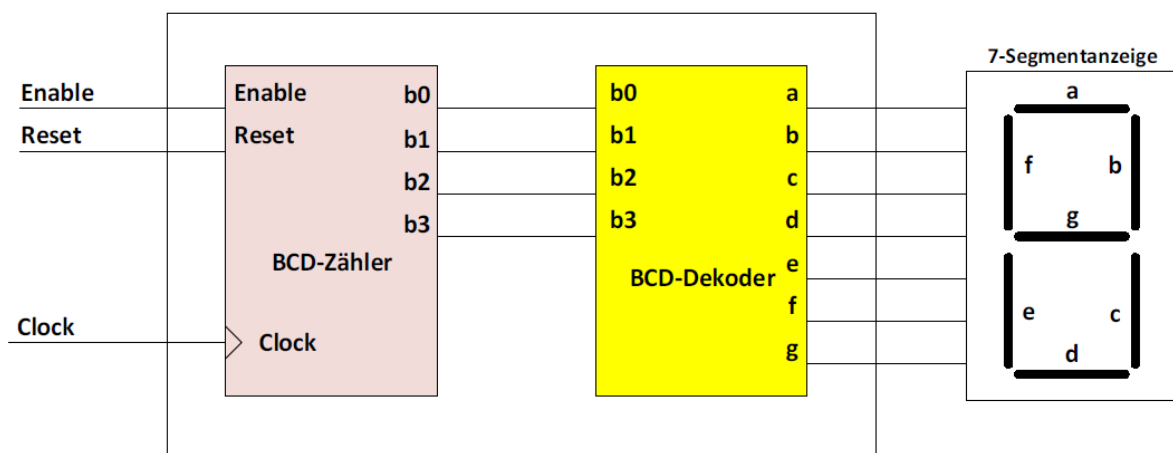 7-Segmentanzeige
Enable
Reset
Clock
Enable
Reset
b0
b1
b2
b3
BCD-Zähler
Clock
b0
b1
b2
b3
BCD-Dekoder
a
b
c
d
e
f
g
a
f
b
g
e
c
d